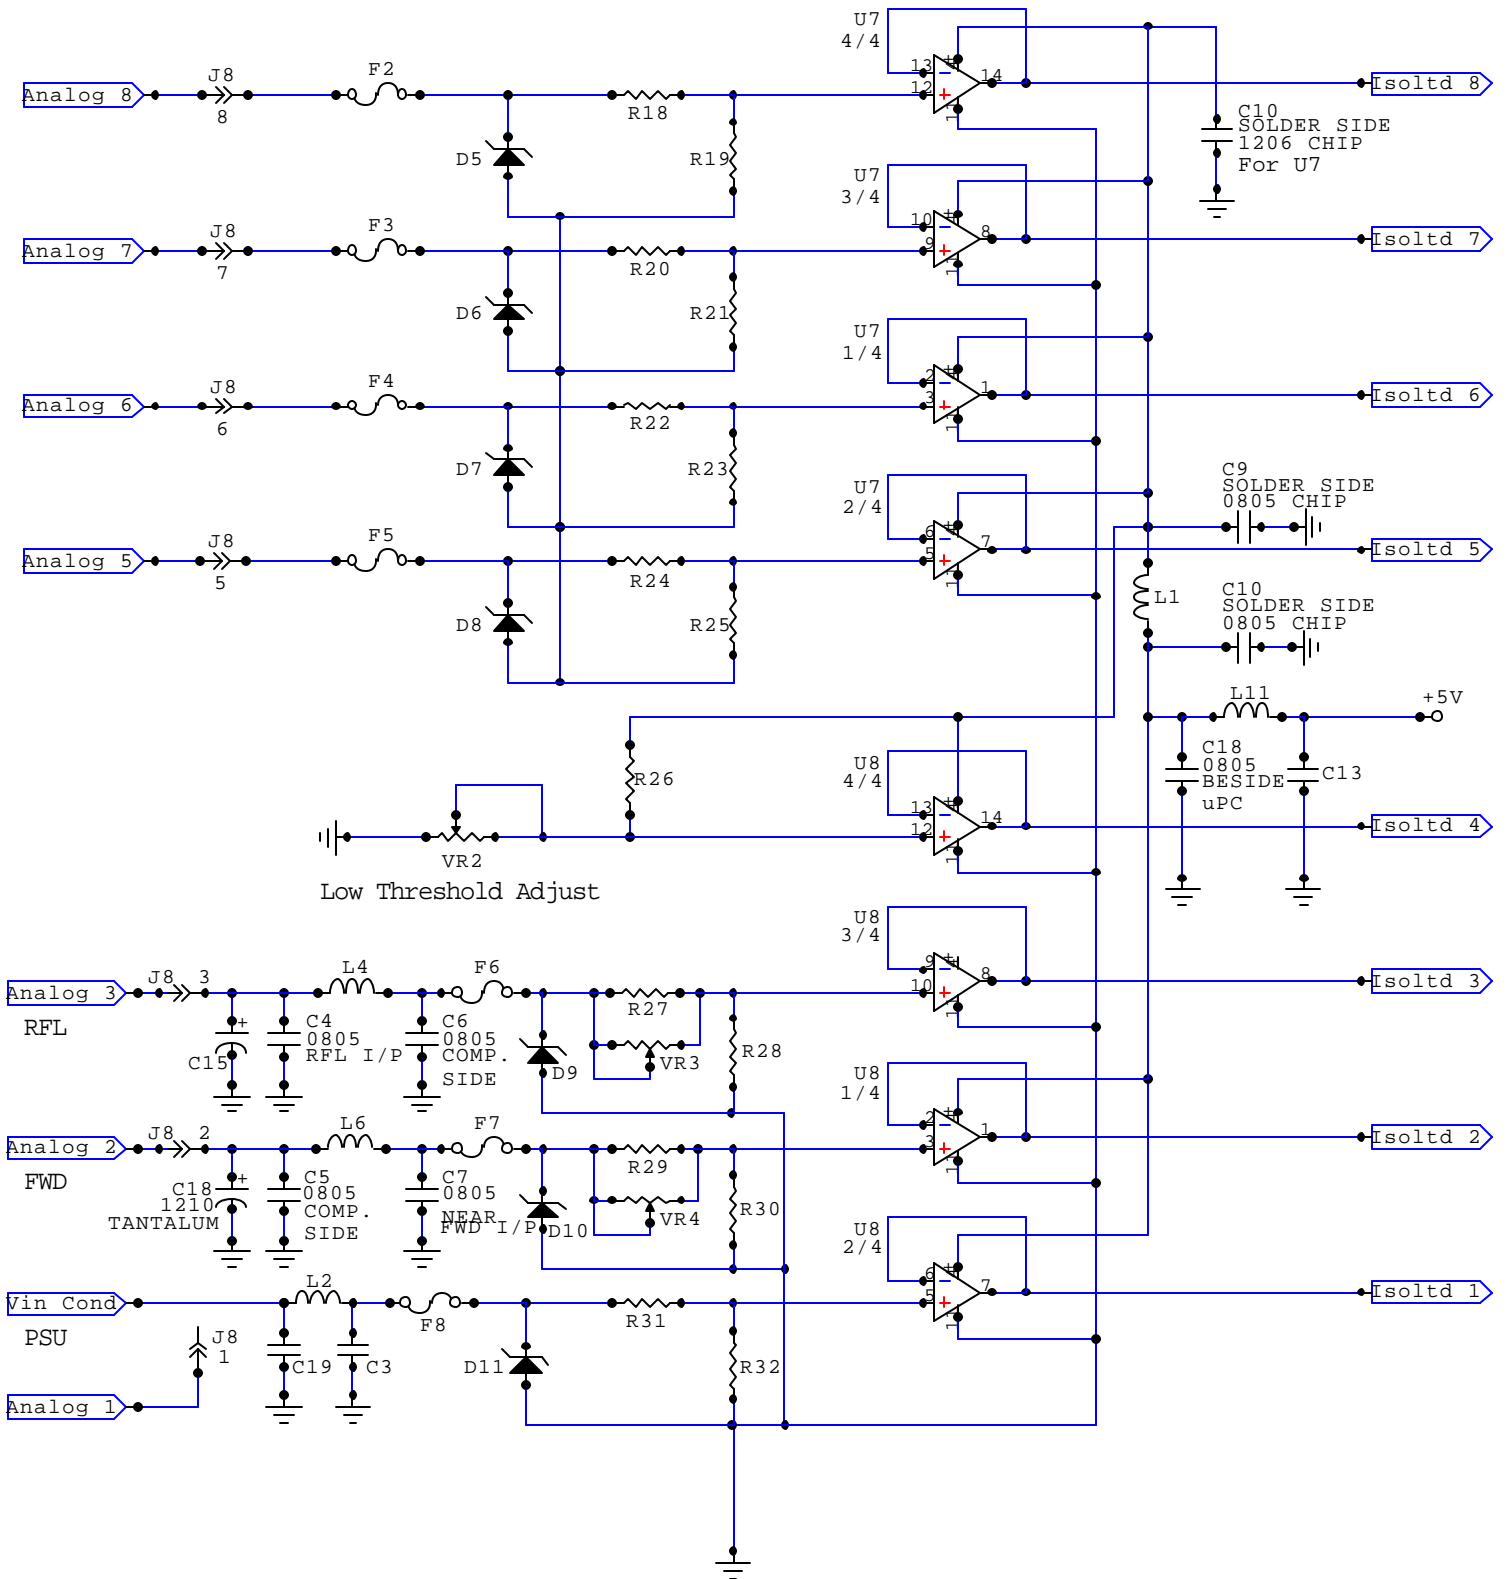 U7
4/4
13
12
14
1
Analog 8
J8
8
F2
R18
Isoltd 8
D5
R19
C10
SOLDER SIDE
1206 CHIP
For U7
U7
3/4
10
9
8
1
Analog 7
J8
7
F3
R20
Isoltd 7
D6
R21
U7
1/4
2
3
1
1
Analog 6
J8
6
F4
R22
Isoltd 6
D7
R23
C9
SOLDER SIDE
0805 CHIP
U7
2/4
6
5
7
1
Analog 5
J8
5
F5
R24
Isoltd 5
D8
R25
L1
C10
SOLDER SIDE
0805 CHIP
L11
+5V
C18
0805
BESIDE
uPC
C13
R26
U8
4/4
13
12
14
1
Isoltd 4
VR2
Low Threshold Adjust
U8
3/4
9
10
8
1
Analog 3
RFL
J8
3
L4
F6
R27
Isoltd 3
C15
+
C4
0805
RFL I/P
C6
0805
COMP.
SIDE
D9
VR3
R28
U8
1/4
2
3
1
1
Analog 2
FWD
J8
2
L6
F7
R29
Isoltd 2
C18
1210
TANTALUM
+
C5
0805
COMP.
SIDE
C7
0805
NEAR
FWD I/P
D10
VR4
R30
U8
2/4
6
5
7
1
Vin Cond
PSU
L2
F8
R31
Isoltd 1
J8
1
C19
C3
D11
R32
Analog 1